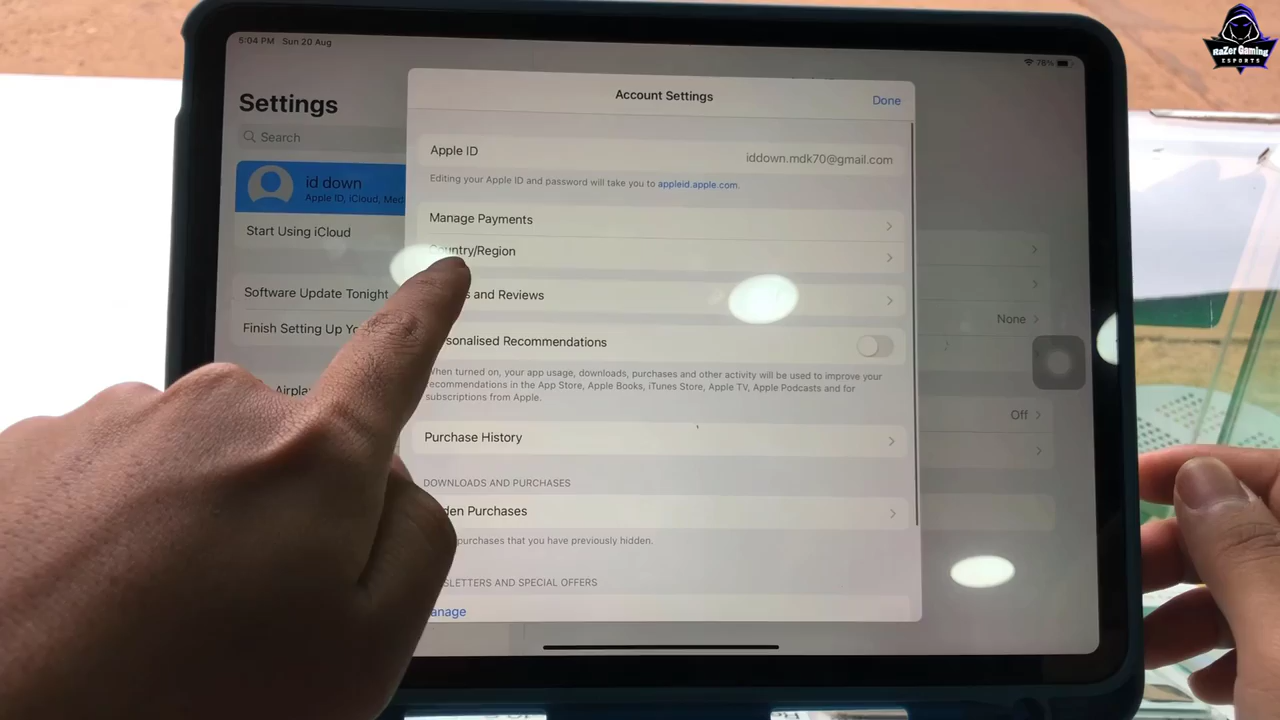 RaZer Gaming
ESPORTS
5:04 PM Sun 20 Aug
78%
Settings
Search
id down
Apple ID, iCloud, Med
Start Using iCloud
Software Update Tonight
Finish Setting Up Yo
Airplan
Account Settings
Done
Apple ID
iddown.mdk70@gmail.com
Editing your Apple ID and password will take you to appleid.apple.com.
Manage Payments
Country/Region
s and Reviews
sonalised Recommendations
When turned on, your app usage, downloads, purchases and other activity will be used to improve your
recommendations in the App Store, Apple Books, iTunes Store, Apple TV, Apple Podcasts and for
subscriptions from Apple.
Purchase History
DOWNLOADS AND PURCHASES
den Purchases
purchases that you have previously hidden.
SLETTERS AND SPECIAL OFFERS
anage
None
Off